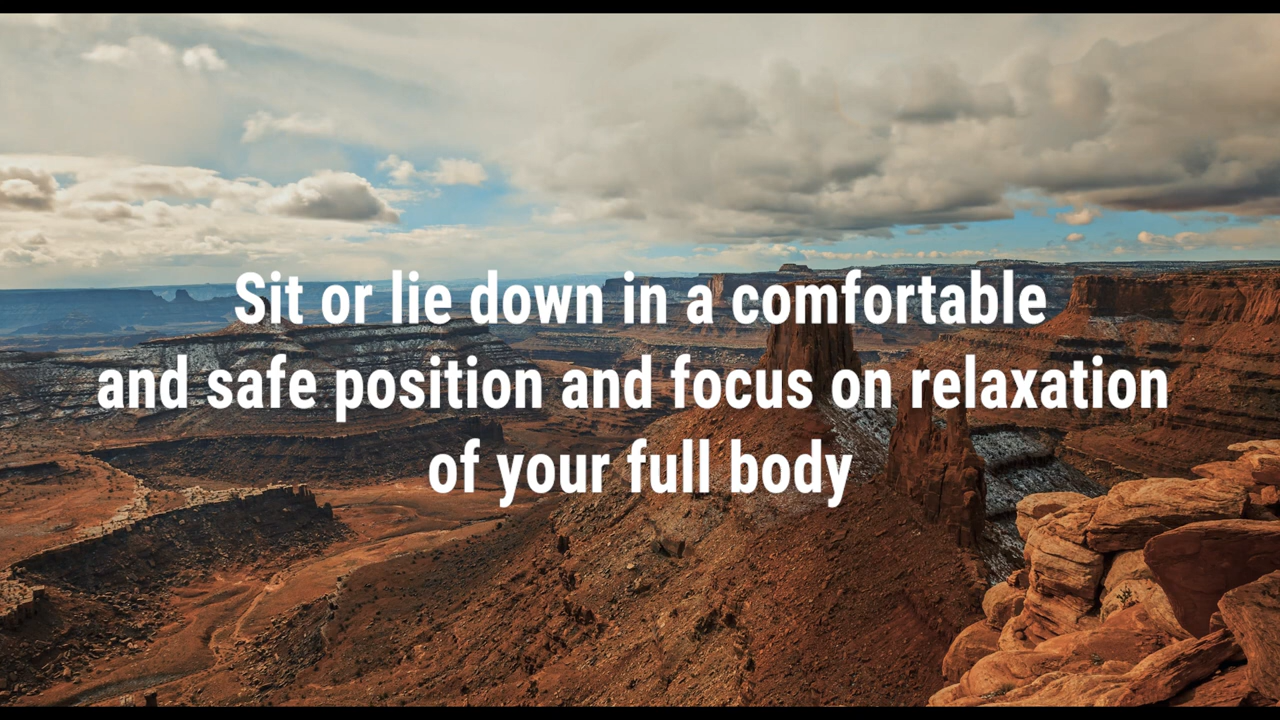 Sit or lie down in a comfortable
and safe position and focus on relaxation
of your full body